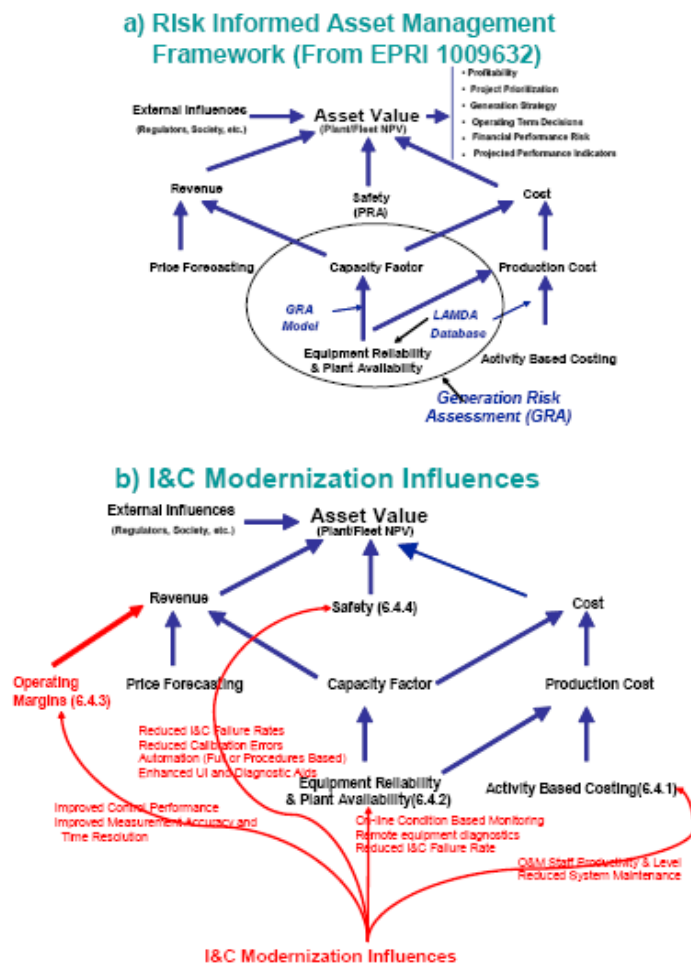 a) RIsk Informed Asset Management
Framework (From EPRI 1009632)
• Profitability
• Project Prioritization
• Generation Strategy
• Operating Term Decisions
• Financial Performance Risk
• Projected Performance Indicators
External Influences
(Regulators, Society, etc.)
Asset Value
(Plant/Fleet NPV)
Revenue
Safety
(PRA)
Cost
Price Forecasting
Capacity Factor
Production Cost
GRA
Model
LAMDA
Database
Equipment Reliability
& Plant Availability
Activity Based Costing
Generation Risk
Assessment (GRA)
b) I&C Modernization Influences
External Influences
(Regulators, Society, etc.)
Asset Value
(Plant/Fleet NPV)
Revenue
Safety (6.4.4)
Cost
Operating
Margins (6.4.3)
Price Forecasting
Capacity Factor
Production Cost
Reduced I&C Failure Rates
Reduced Calibration Errors
Automation (Full or Procedures Based)
Enhanced UI and Diagnostic Aids
Equipment Reliability
& Plant Availability(6.4.2)
Activity Based Costing(6.4.1)
Improved Control Performance
Improved Measurement Accuracy and
Time Resolution
On-line Condition Based Monitoring
Remote equipment diagnostics
Reduced I&C Failure Rate
O&M Staff Productivity & Level
Reduced System Maintenance
I&C Modernization Influences